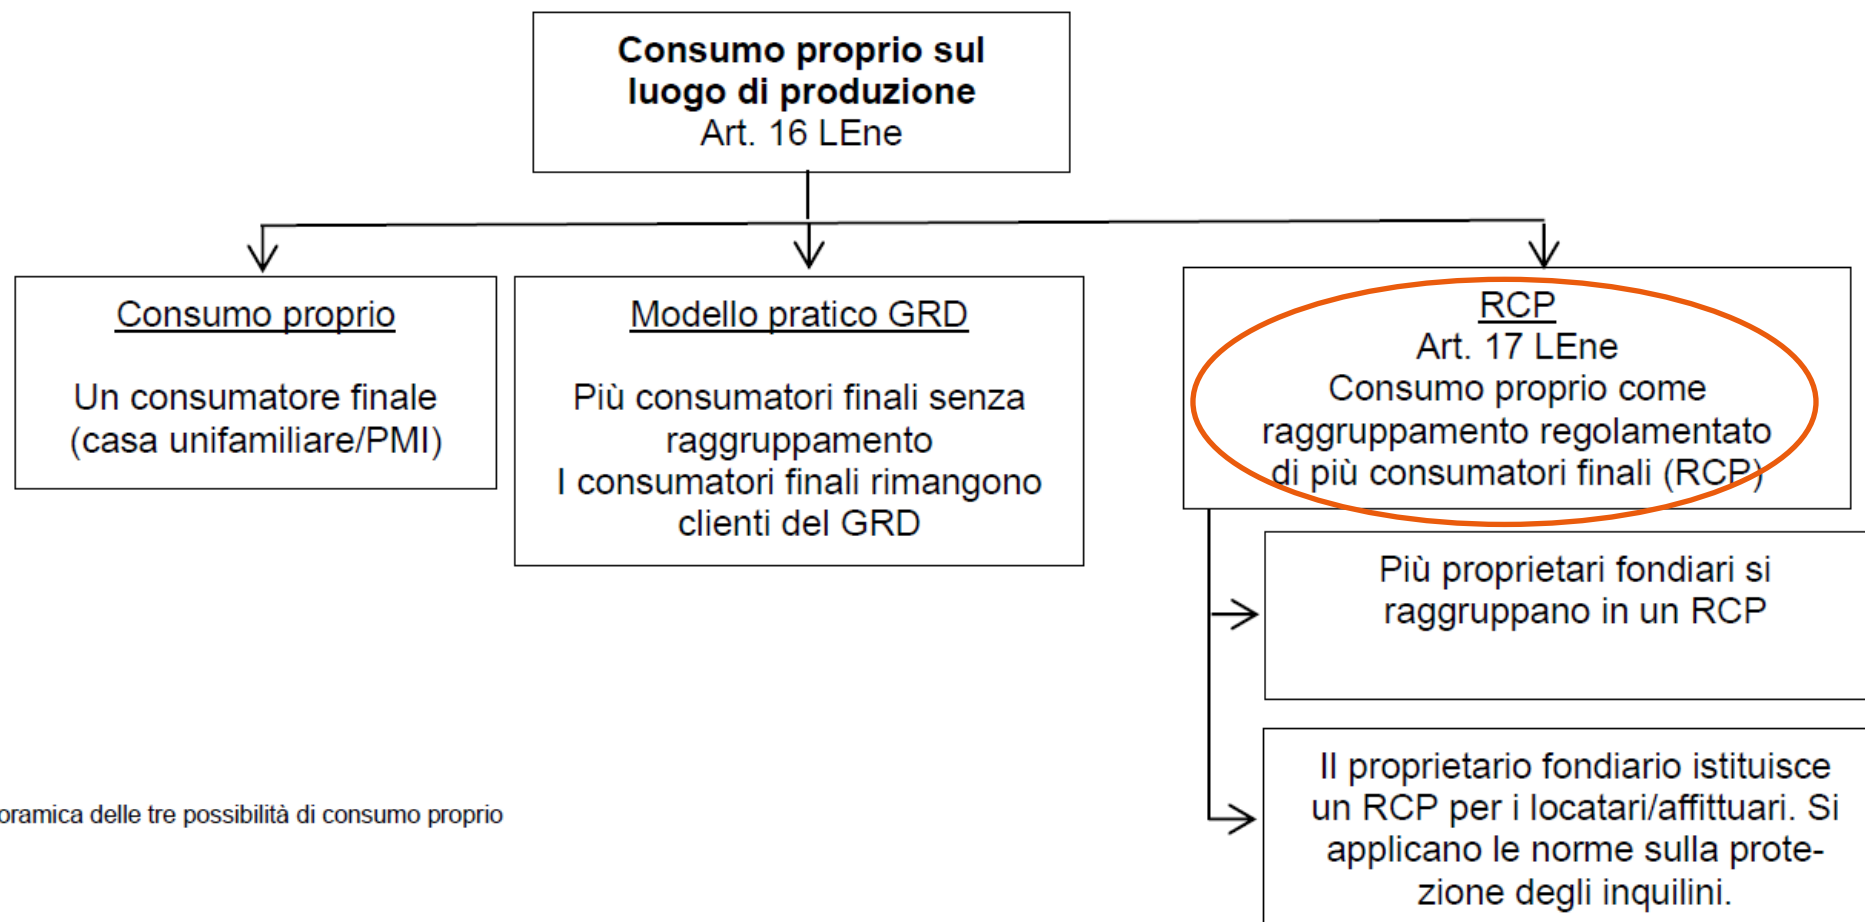 Consumo proprio sul
luogo di produzione
Art. 16 LEne
Consumo proprio
Un consumatore finale
(casa unifamiliare/PMI)
Modello pratico GRD
Più consumatori finali senza
raggruppamento
I consumatori finali rimangono
clienti del GRD
RCP
Art. 17 LEne
Consumo proprio come
raggruppamento regolamentato
di più consumatori finali (RCP)
Più proprietari fondiari si
raggruppano in un RCP
Il proprietario fondiario istituisce
un RCP per i locatari/affittuari. Si
applicano le norme sulla prote-
zione degli inquilini.
oramica delle tre possibilità di consumo proprio